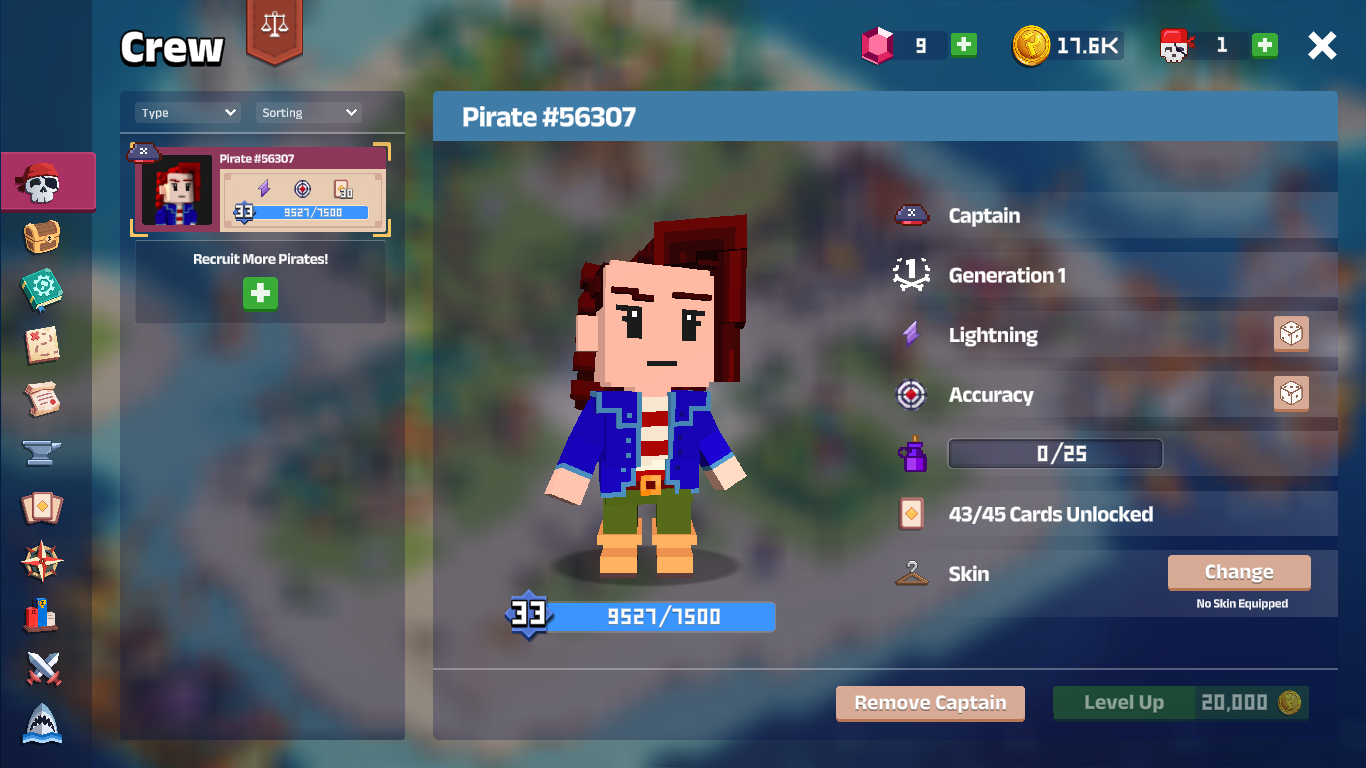 Crew
9
17.6K
1
Type
Sorting
Pirate #56307
30
33
9527/7500
Recruit More Pirates!
Pirate #56307
Captain
1
Generation 1
Lightning
Accuracy
0/25
43/45 Cards Unlocked
Skin
Change
No Skin Equipped
33
9527/7500
Remove Captain
Level Up
20,000